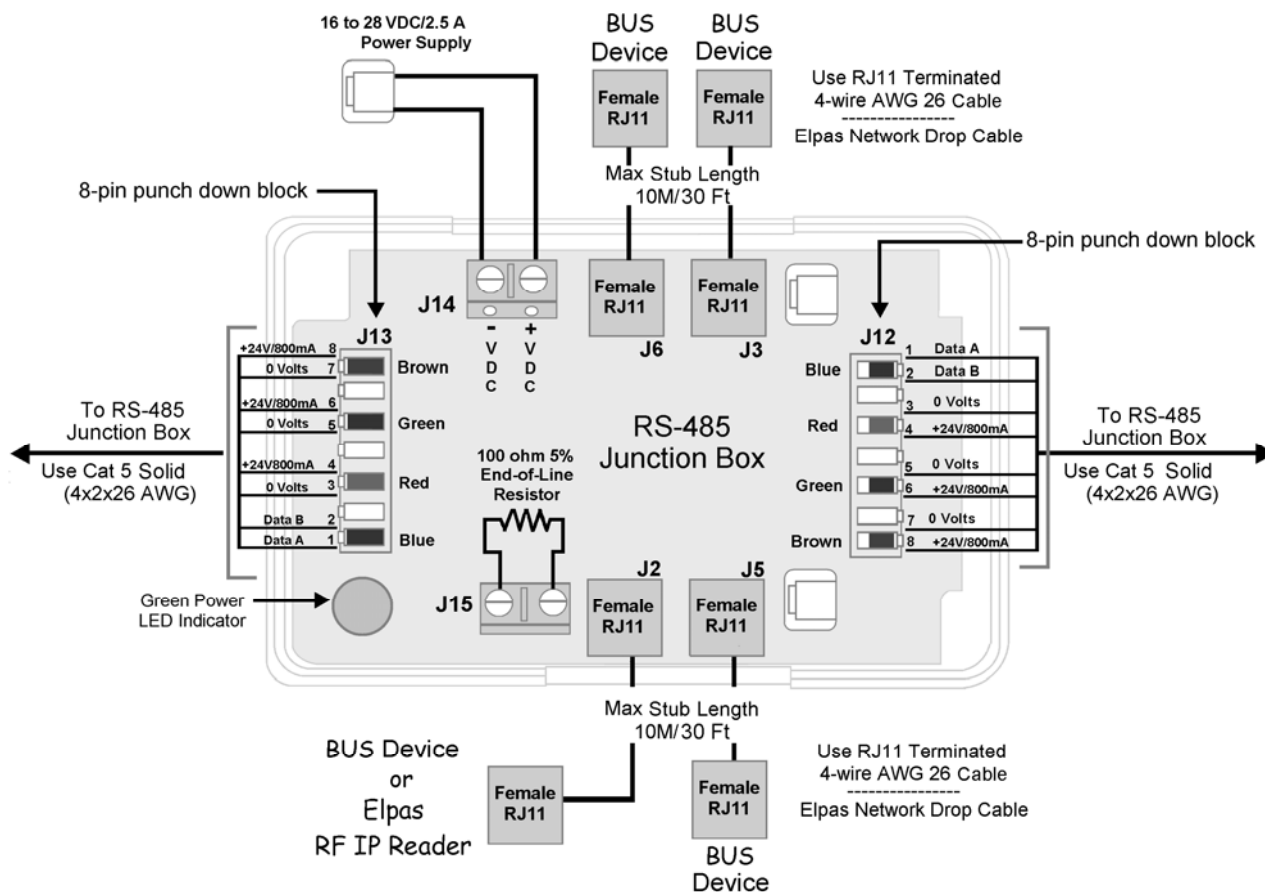 16 to 28 VDC/2.5 A
Power Supply
BUS
Device
BUS
Device
Female
RJ11
Female
RJ11
Use RJ11 Terminated
4-wire AWG 26 Cable
----------------
Elpas Network Drop Cable
Max Stub Length
10M/30 Ft
8-pin punch down block
8-pin punch down block
J14
- +
V V
D D
C C
Female
RJ11
J6
Female
RJ11
J3
J13
+24V/800mA 8
0 Volts 7
Brown
+24V/800mA 6
0 Volts 5
Green
+24V/800mA 4
0 Volts 3
Red
Data B 2
Data A 1
Blue
To RS-485
Junction Box
Use Cat 5 Solid
(4x2x26 AWG)
RS-485
Junction Box
100 ohm 5%
End-of-Line
Resistor
J12
Blue
1 Data A
2 Data B
Red
3 0 Volts
4 +24V/800mA
Green
5 0 Volts
6 +24V/800mA
Brown
7 0 Volts
8 +24V/800mA
To RS-485
Junction Box
Use Cat 5 Solid
(4x2x26 AWG)
Green Power
LED Indicator
J15
J2
Female
RJ11
J5
Female
RJ11
Max Stub Length
10M/30 Ft
BUS Device
or
Elpas
RF IP Reader
Female
RJ11
Female
RJ11
BUS
Device
Use RJ11 Terminated
4-wire AWG 26 Cable
----------------
Elpas Network Drop Cable